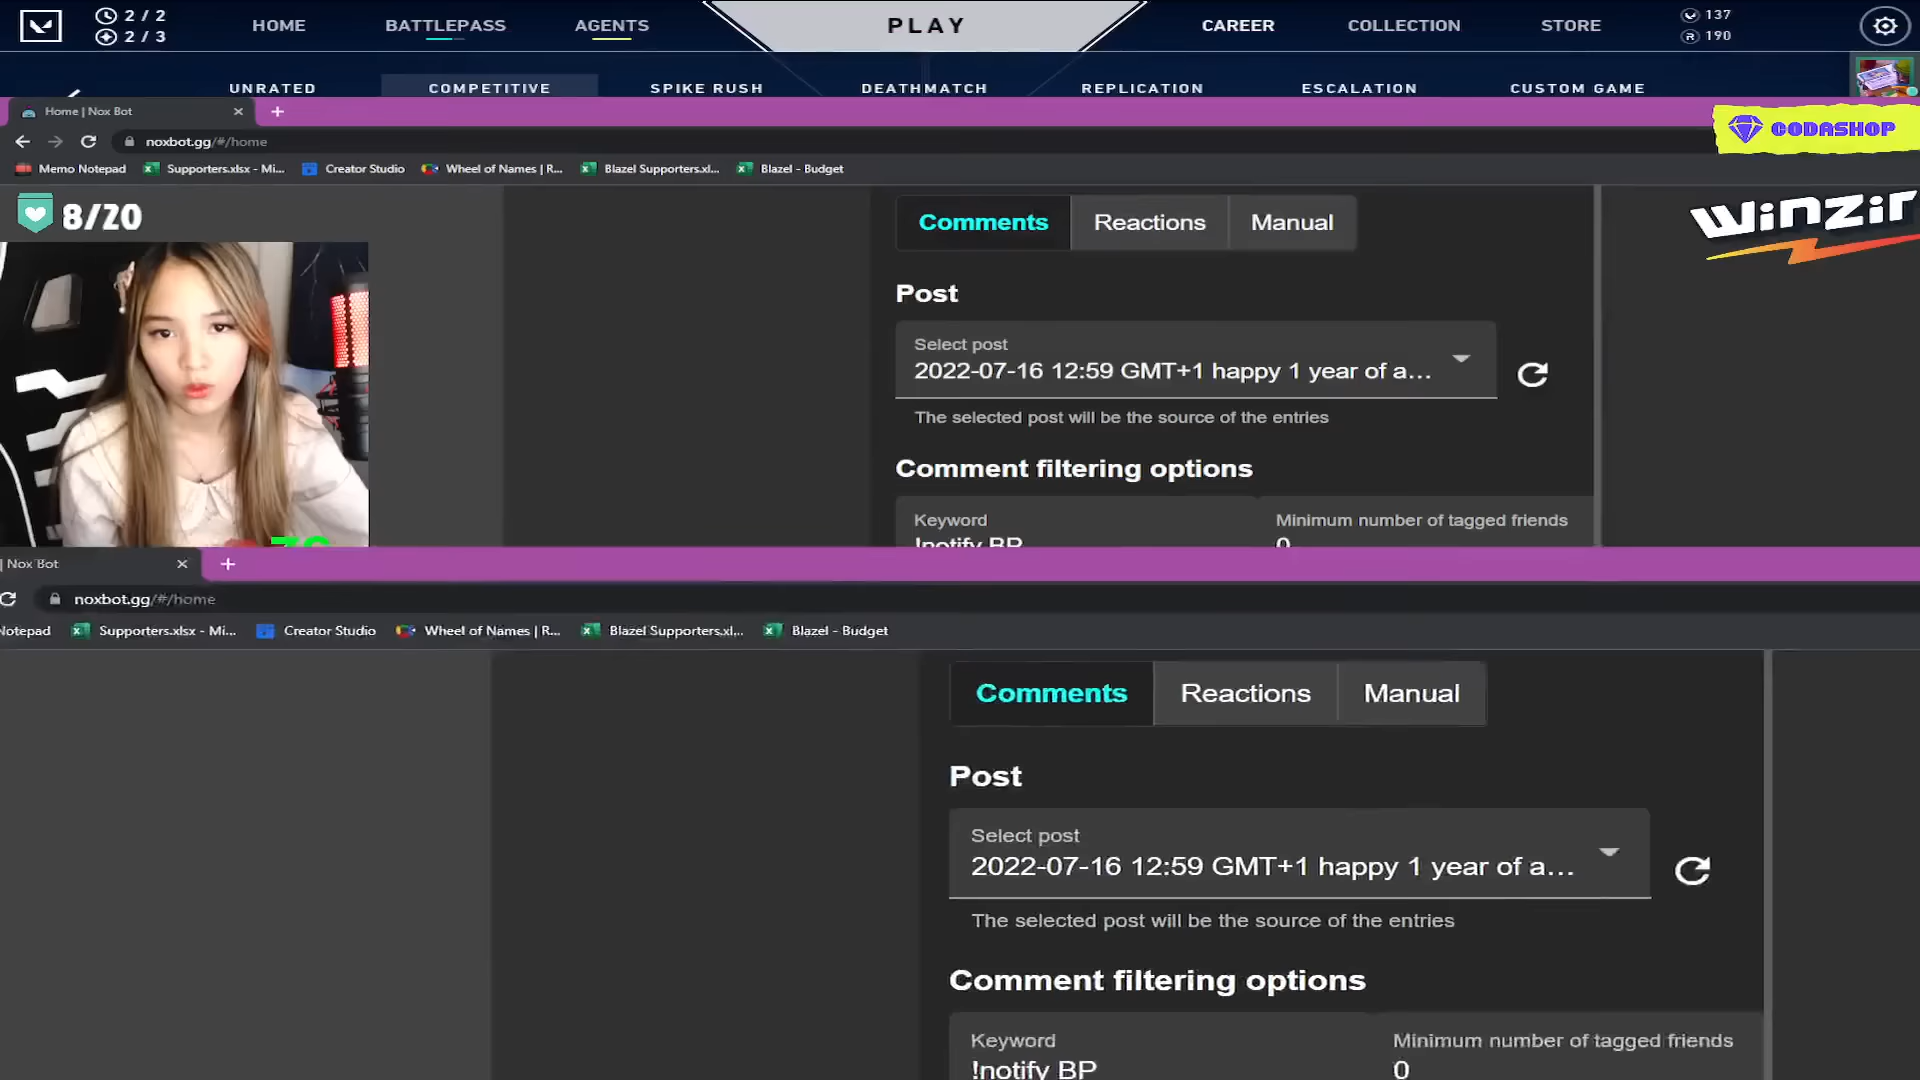 2 / 2
2 / 3
HOME
BATTLEPASS
AGENTS
PLAY
CAREER
COLLECTION
STORE
137
190
UNRATED
COMPETITIVE
SPIKE RUSH
DEATHMATCH
REPLICATION
ESCALATION
CUSTOM GAME
Home | Nox Bot
noxbot.gg/#/home
CODASHOP
Memo Notepad
Supporters.xlsx - Mi...
Creator Studio
Wheel of Names | R...
Blazel Supporters.xl...
Blazel - Budget
8/20
Comments
Reactions
Manual
WiNZiR
Post
Select post
2022-07-16 12:59 GMT+1 happy 1 year of a...
The selected post will be the source of the entries
Comment filtering options
Keyword
Minimum number of tagged friends
!notify BP
0
| Nox Bot
noxbot.gg/#/home
Notepad
Supporters.xlsx - Mi...
Creator Studio
Wheel of Names | R...
Blazel Supporters.xl...
Blazel - Budget
Comments
Reactions
Manual
Post
Select post
2022-07-16 12:59 GMT+1 happy 1 year of a...
The selected post will be the source of the entries
Comment filtering options
Keyword
Minimum number of tagged friends
!notify BP
0